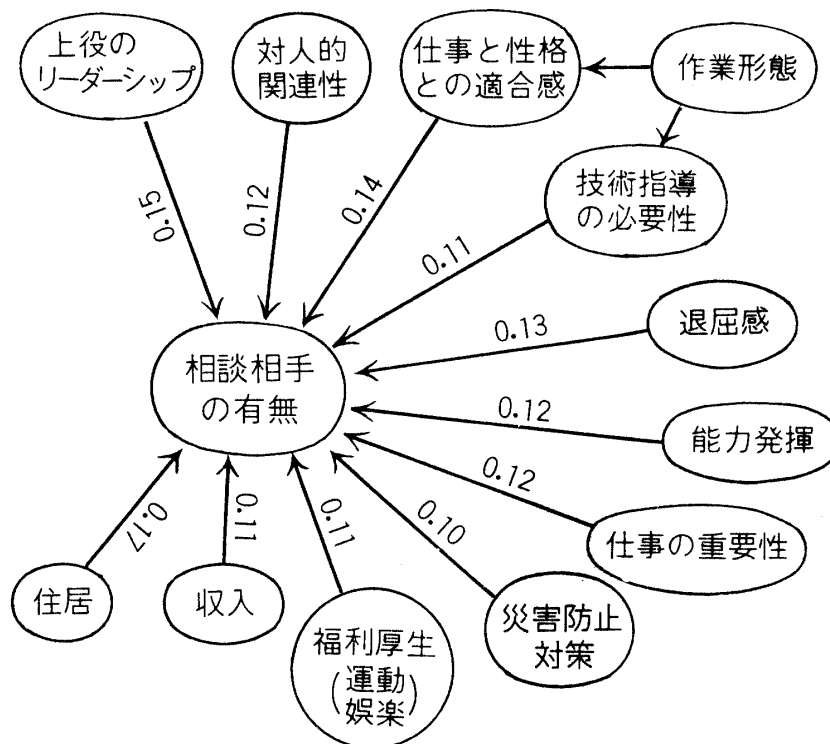 上役の
リーダーシップ
対人的
関連性
仕事と性格
との適合感
作業形態
技術指導
の必要性
0.15
0.12
0.14
0.11
退屈感
0.13
相談相手
の有無
0.12
能力発揮
0.12
仕事の重要性
0.17
0.11
0.11
0.10
住居
収入
福利厚生
(運動)
娯楽
災害防止
対策